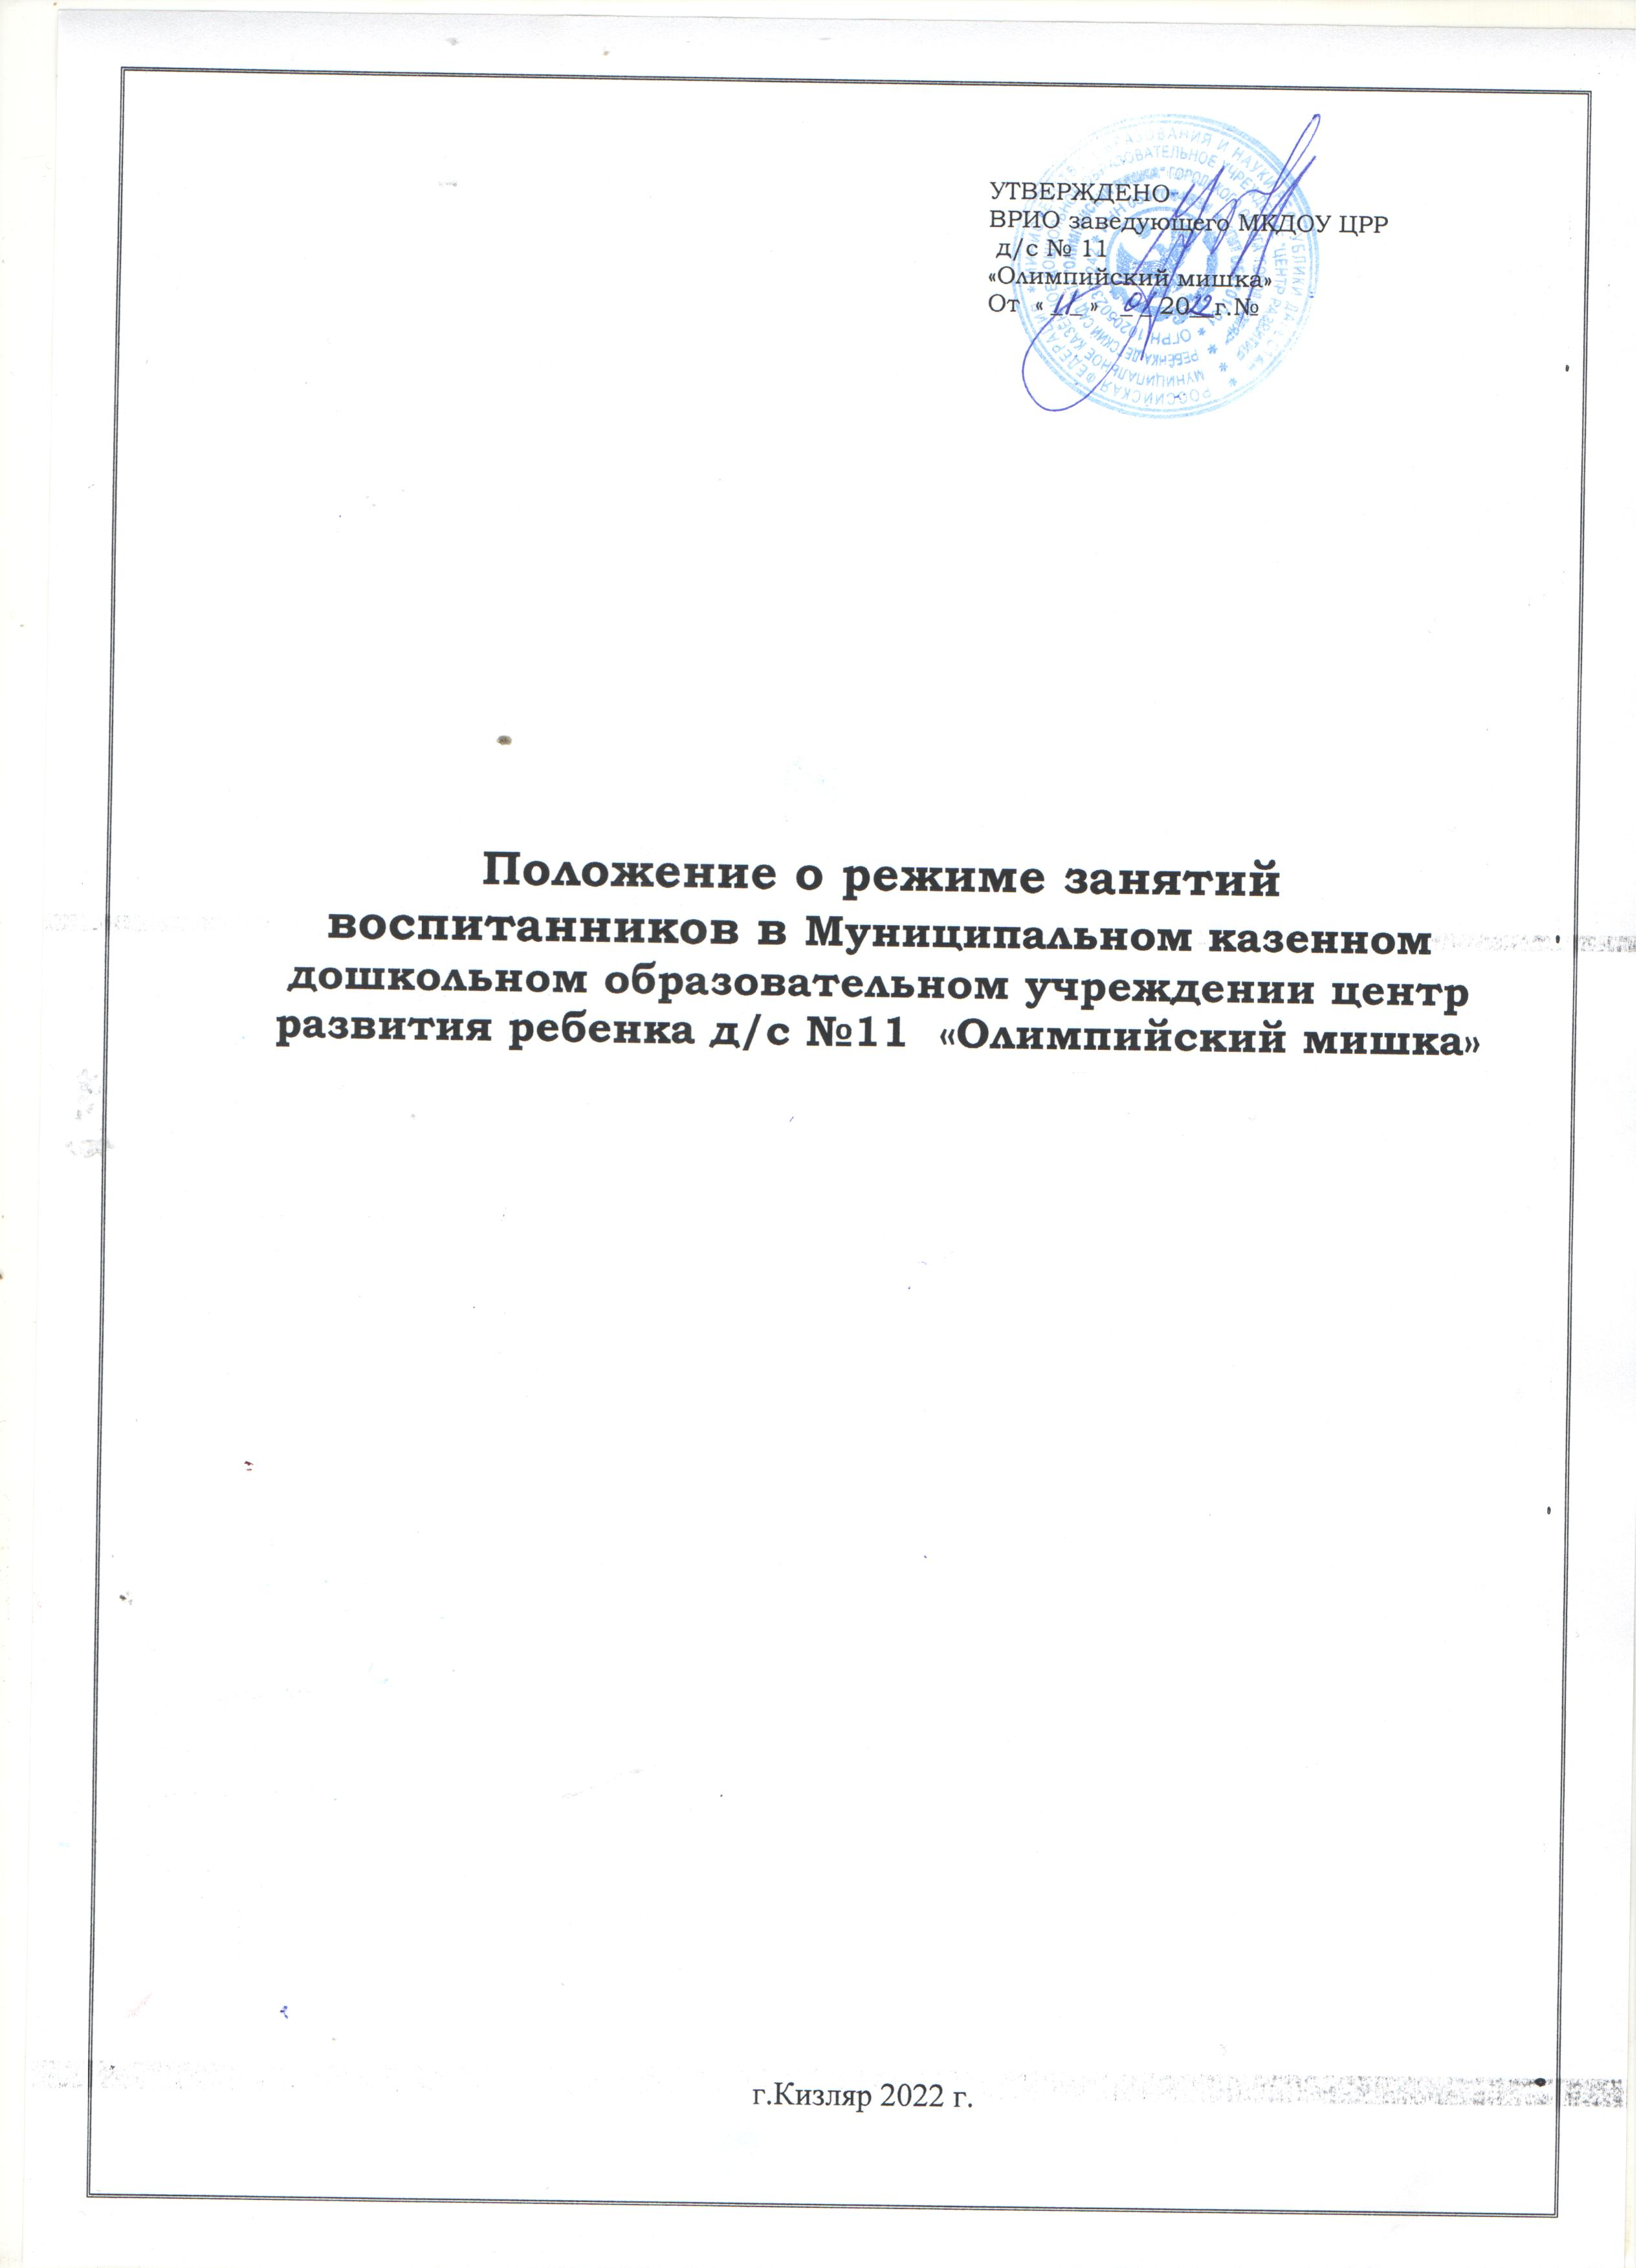 УТВЕРЖДЕНО
ВРИО заведующего МКДОУ ЦРР
д/с № 11
«Олимпийский мишка»
От « 11 » 01 2022 г.№
Положение о режиме занятий
воспитанников в Муниципальном казенном
дошкольном образовательном учреждении центр
развития ребенка д/с №11 «Олимпийский мишка»
г.Кизляр 2022 г.